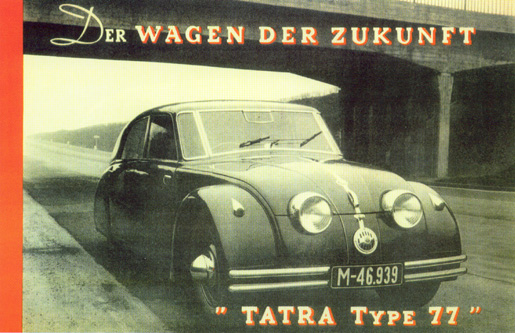 DER WAGEN DER ZUKUNFT
M-46.939
" TATRA TYPE 77 "